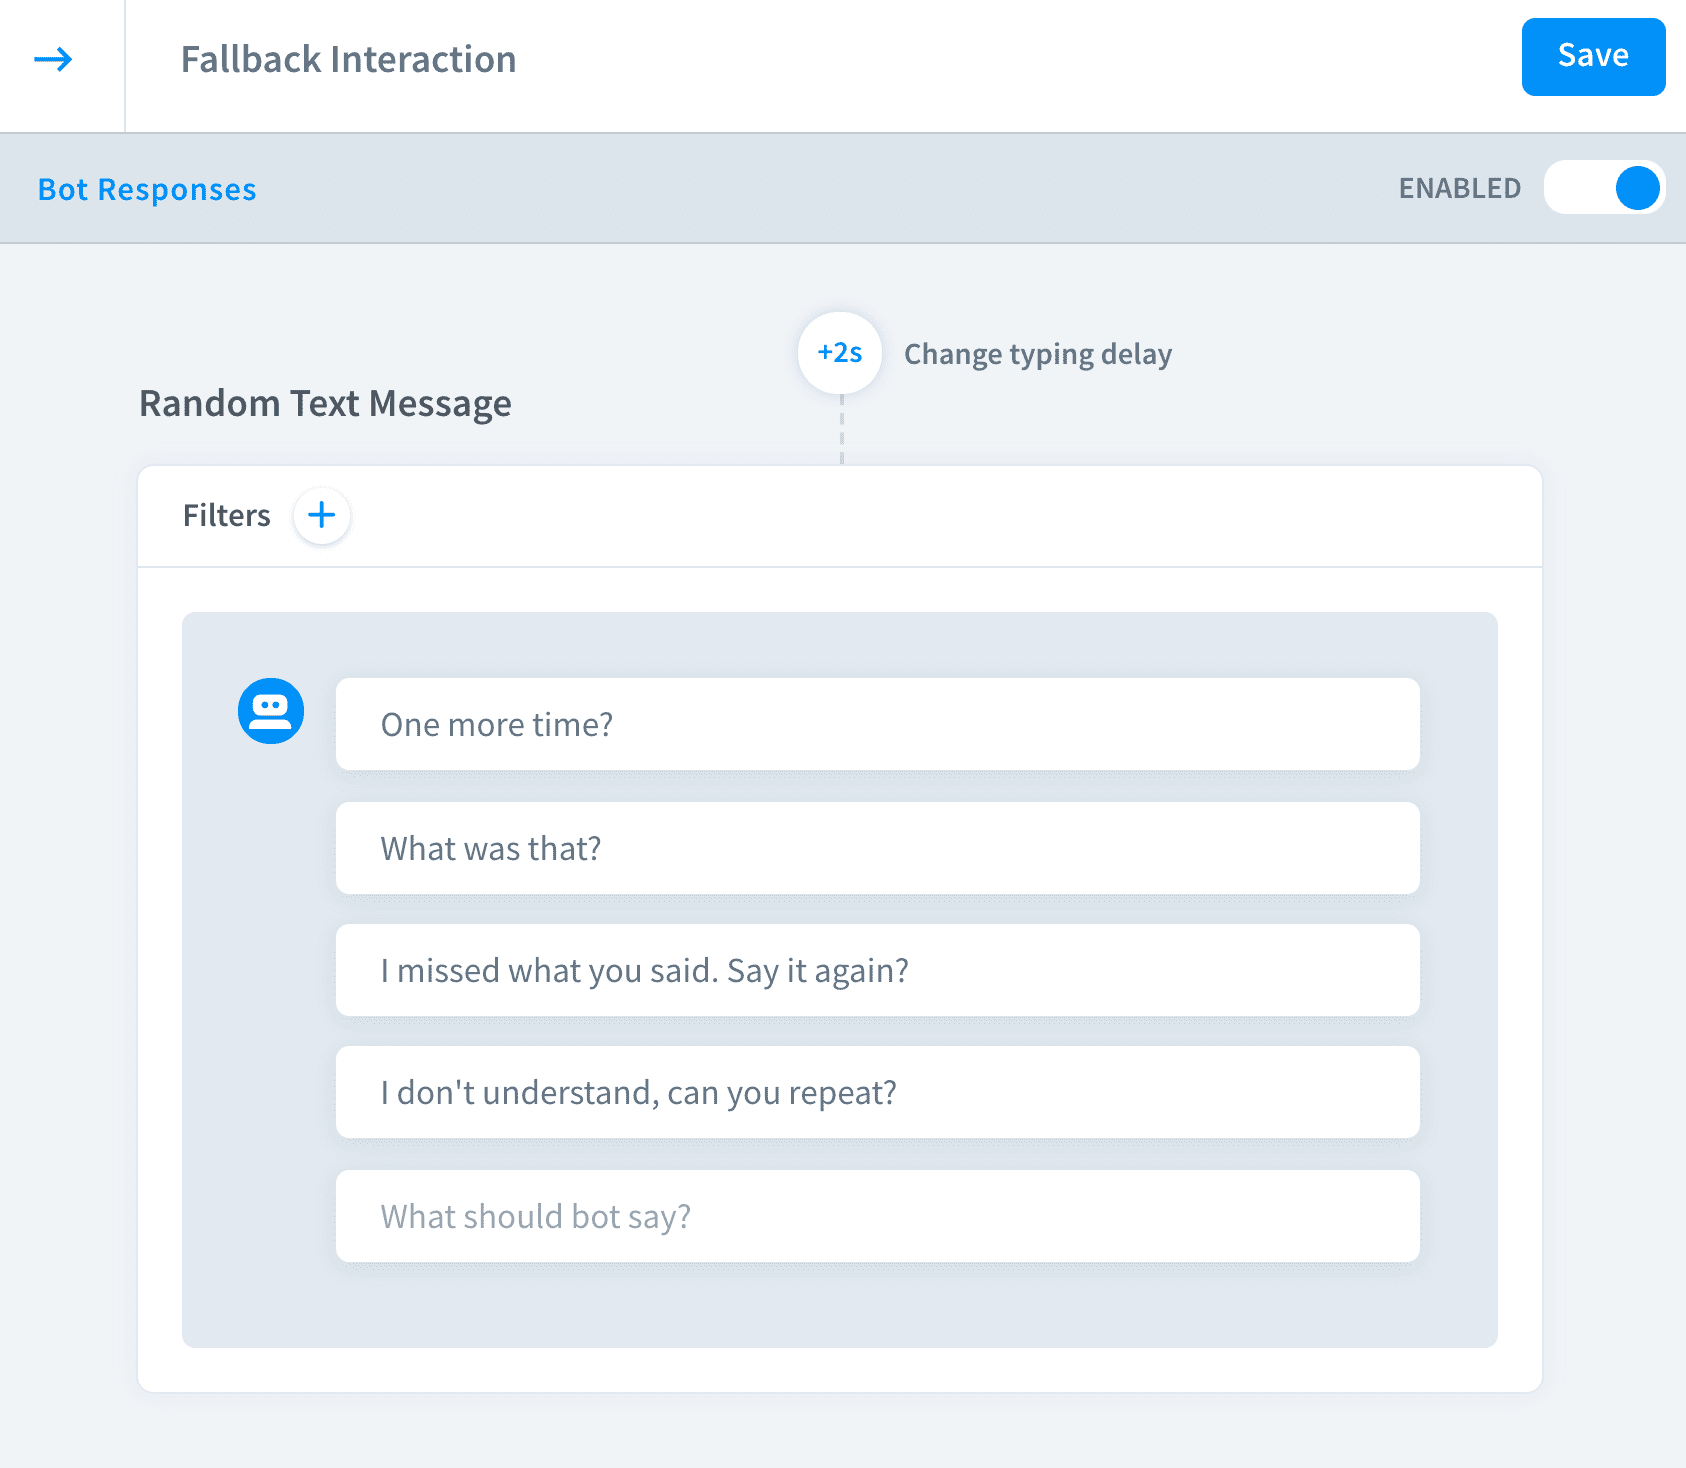 Fallback Interaction
Save
Bot Responses
ENABLED
+2s
Change typing delay
Random Text Message
Filters
One more time?
What was that?
I missed what you said. Say it again?
I don't understand, can you repeat?
What should bot say?